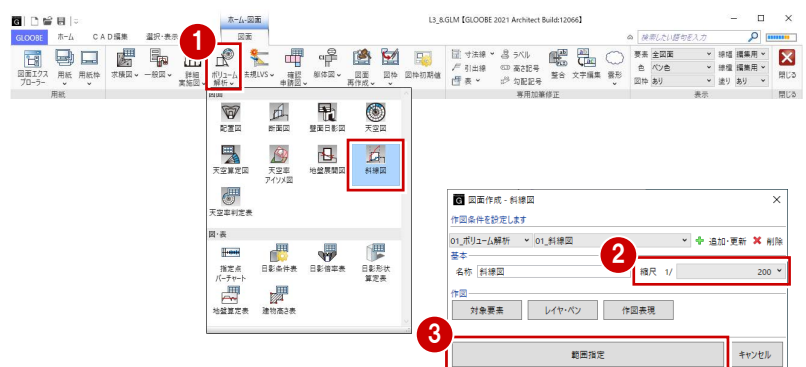 ホーム-図面
L3_8.GLM [GLOOBE 2021 Architect Build:12066]
GLOOBE ホーム CAD編集 選択・表示 図面 検索したい語句を入力
1
図面エクスプローラー 用紙 用紙枠 求積図 一般図 詳細実施図 ボリューム解析 法規LVS 確認申請図 躯体図 図面再作成 図枠 図枠初期値
寸法線 ラベル
引出線 高さ記号
表 勾配記号
整合 文字編集 雲形
要素 全図面 線幅 編集用
色 ペン色 線種 編集用
図枠 あり 塗り あり
閉じる
用紙 専用加筆修正 表示 閉じる
図面
配置図 断面図 壁面日影図 天空図
天空算定図 天空率アイソメ図 地盤展開図 斜線図
天空率判定表
図・表
指定点バーチャート 日影条件表 日影倍率表 日影形状算定表
地盤算定表 建物高さ表
図面作成 - 斜線図
作図条件を設定します
01_ボリューム解析 01_斜線図 追加・更新 削除
基本
2
名称 斜線図 縮尺 1/ 200
作図
対象要素 レイヤ・ペン 作図表現
3
範囲指定 キャンセル